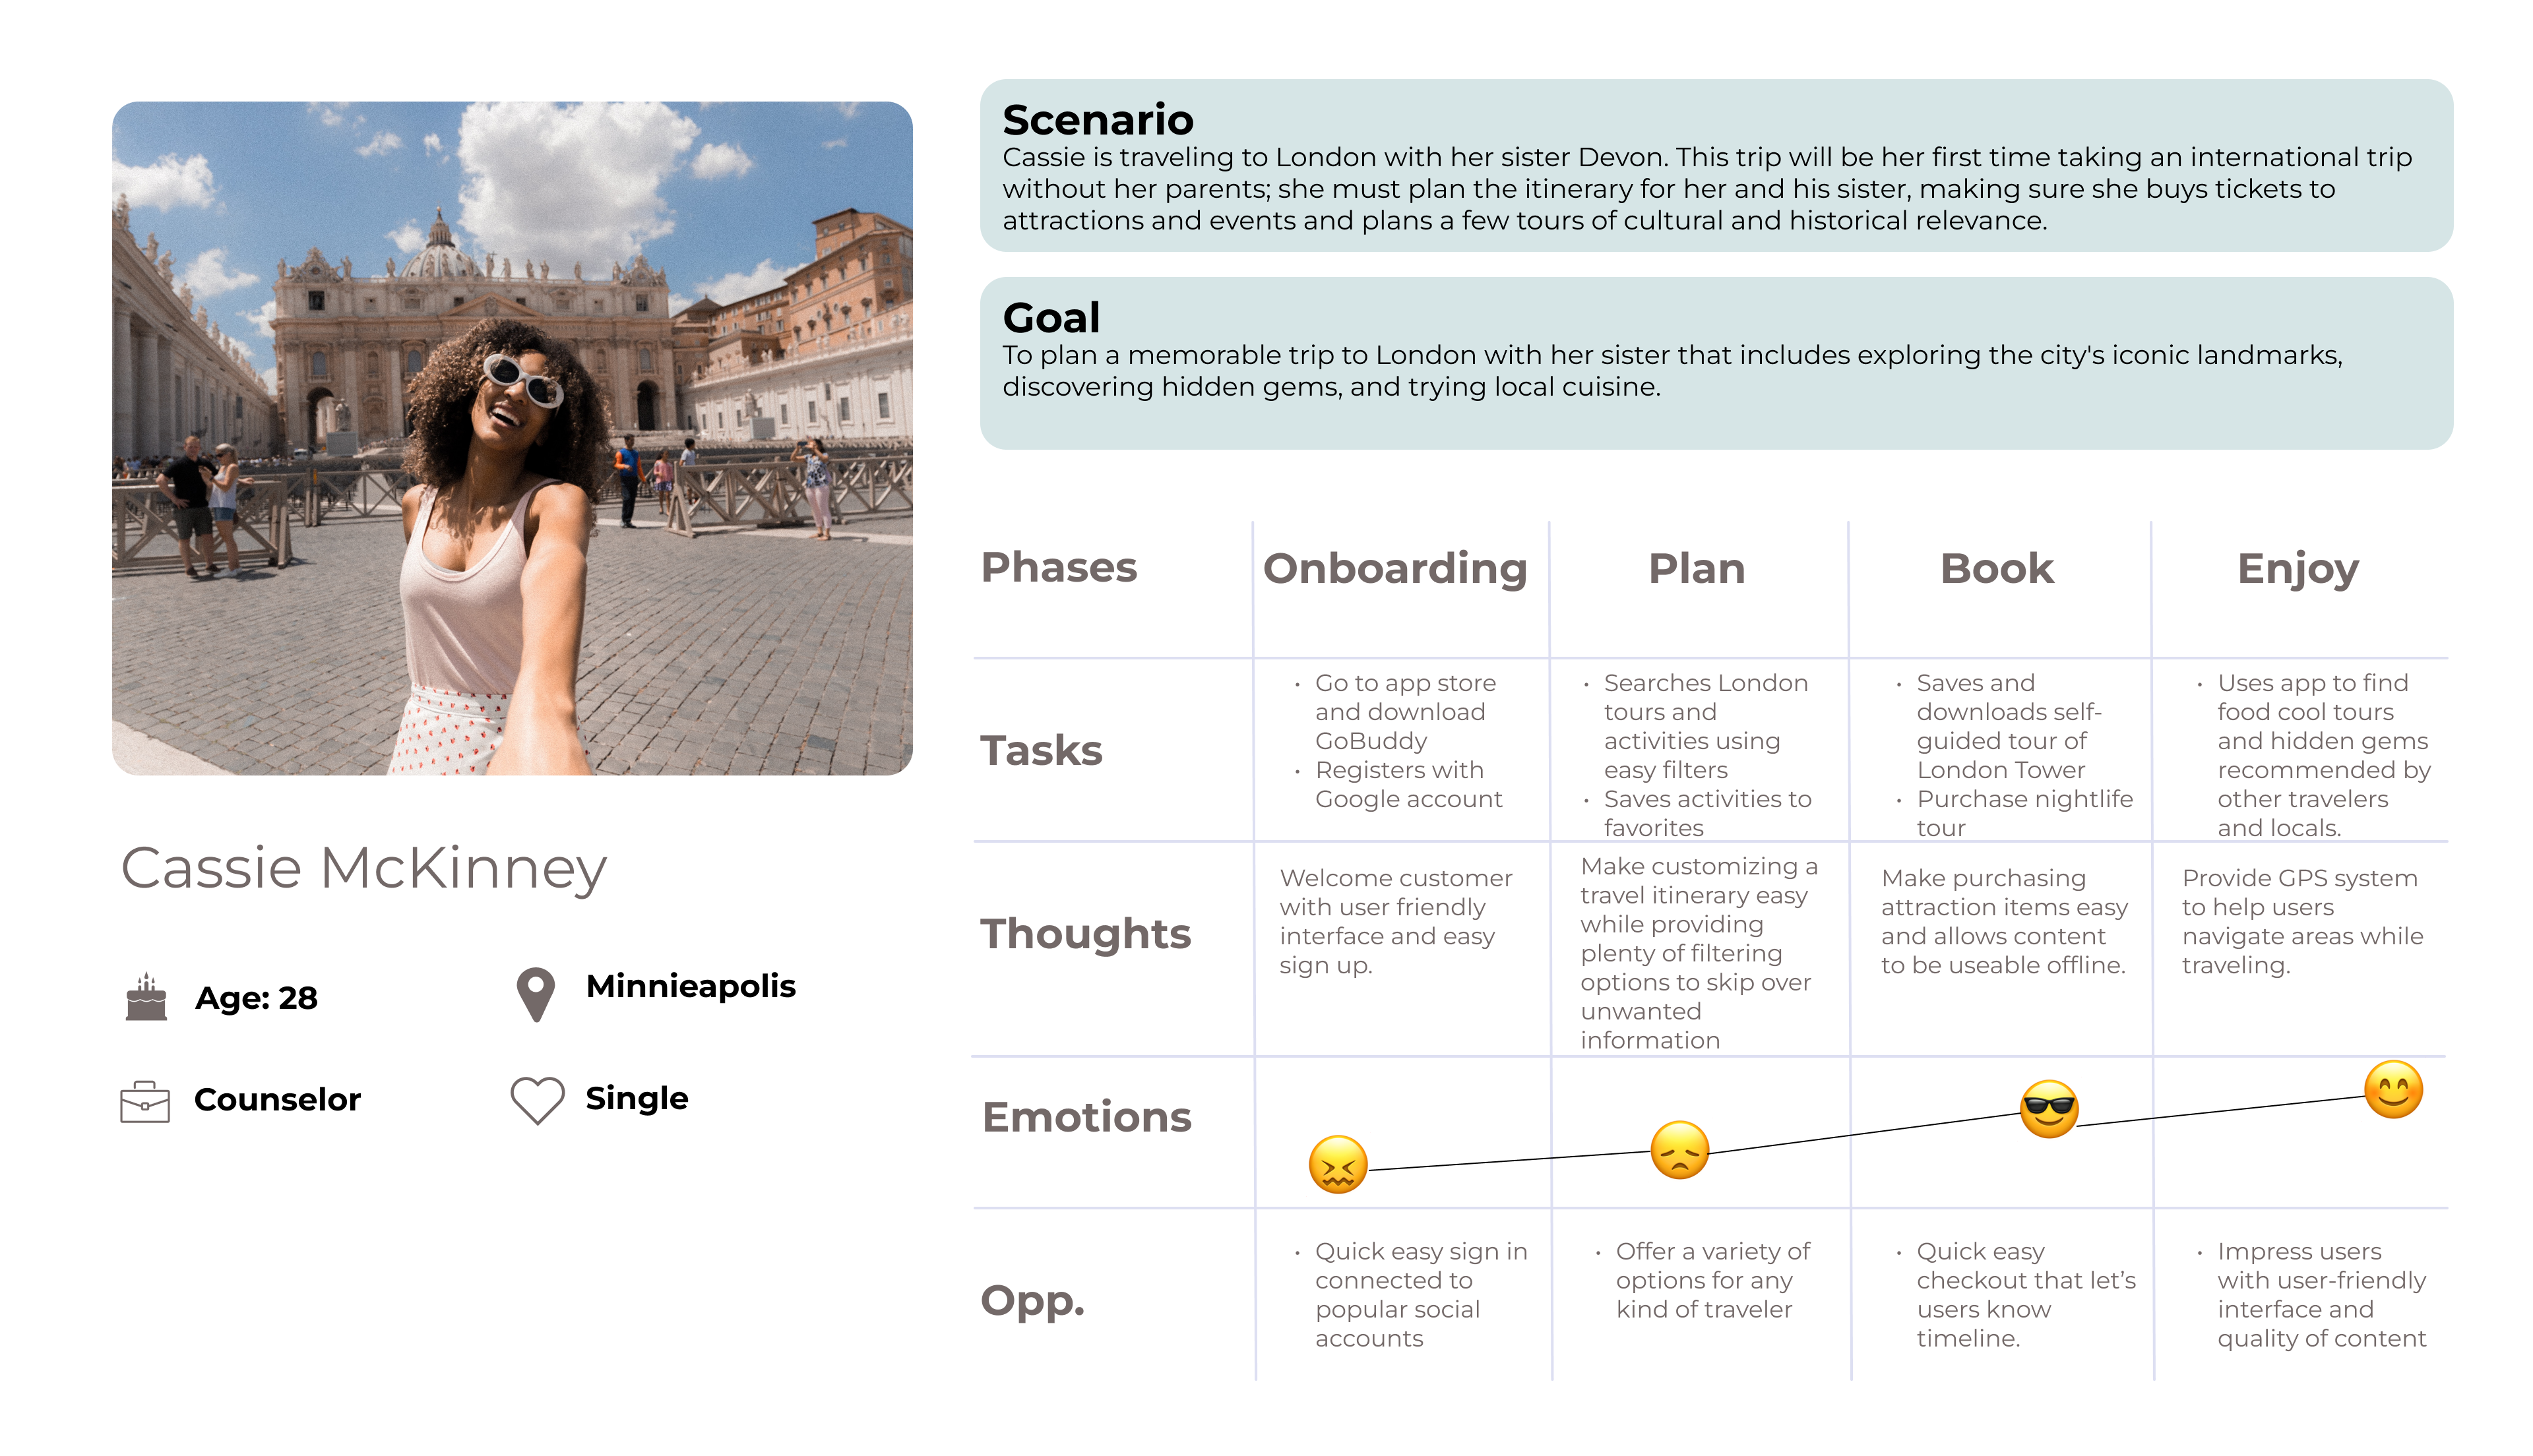 Scenario
Cassie is traveling to London with her sister Devon. This trip will be her first time taking an international trip
without her parents; she must plan the itinerary for her and his sister, making sure she buys tickets to
attractions and events and plans a few tours of cultural and historical relevance.
Goal
To plan a memorable trip to London with her sister that includes exploring the city's iconic landmarks,
discovering hidden gems, and trying local cuisine.
Cassie McKinney
Age: 28
Minnieapolis
Counselor
Single
Phases
Onboarding
Plan
Book
Enjoy
Tasks
• Go to app store
and download
GoBuddy
• Registers with
Google account
• Searches London
tours and
activities using
easy filters
• Saves activities to
favorites
• Saves and
downloads self-
guided tour of
London Tower
• Purchase nightlife
tour
• Uses app to find
food cool tours
and hidden gems
recommended by
other travelers
and locals.
Thoughts
Welcome customer
with user friendly
interface and easy
sign up.
Make customizing a
travel itinerary easy
while providing
plenty of filtering
options to skip over
unwanted
information
Make purchasing
attraction items easy
and allows content
to be useable offline.
Provide GPS system
to help users
navigate areas while
traveling.
Emotions
Opp.
• Quick easy sign in
connected to
popular social
accounts
• Offer a variety of
options for any
kind of traveler
• Quick easy
checkout that let’s
users know
timeline.
• Impress users
with user-friendly
interface and
quality of content